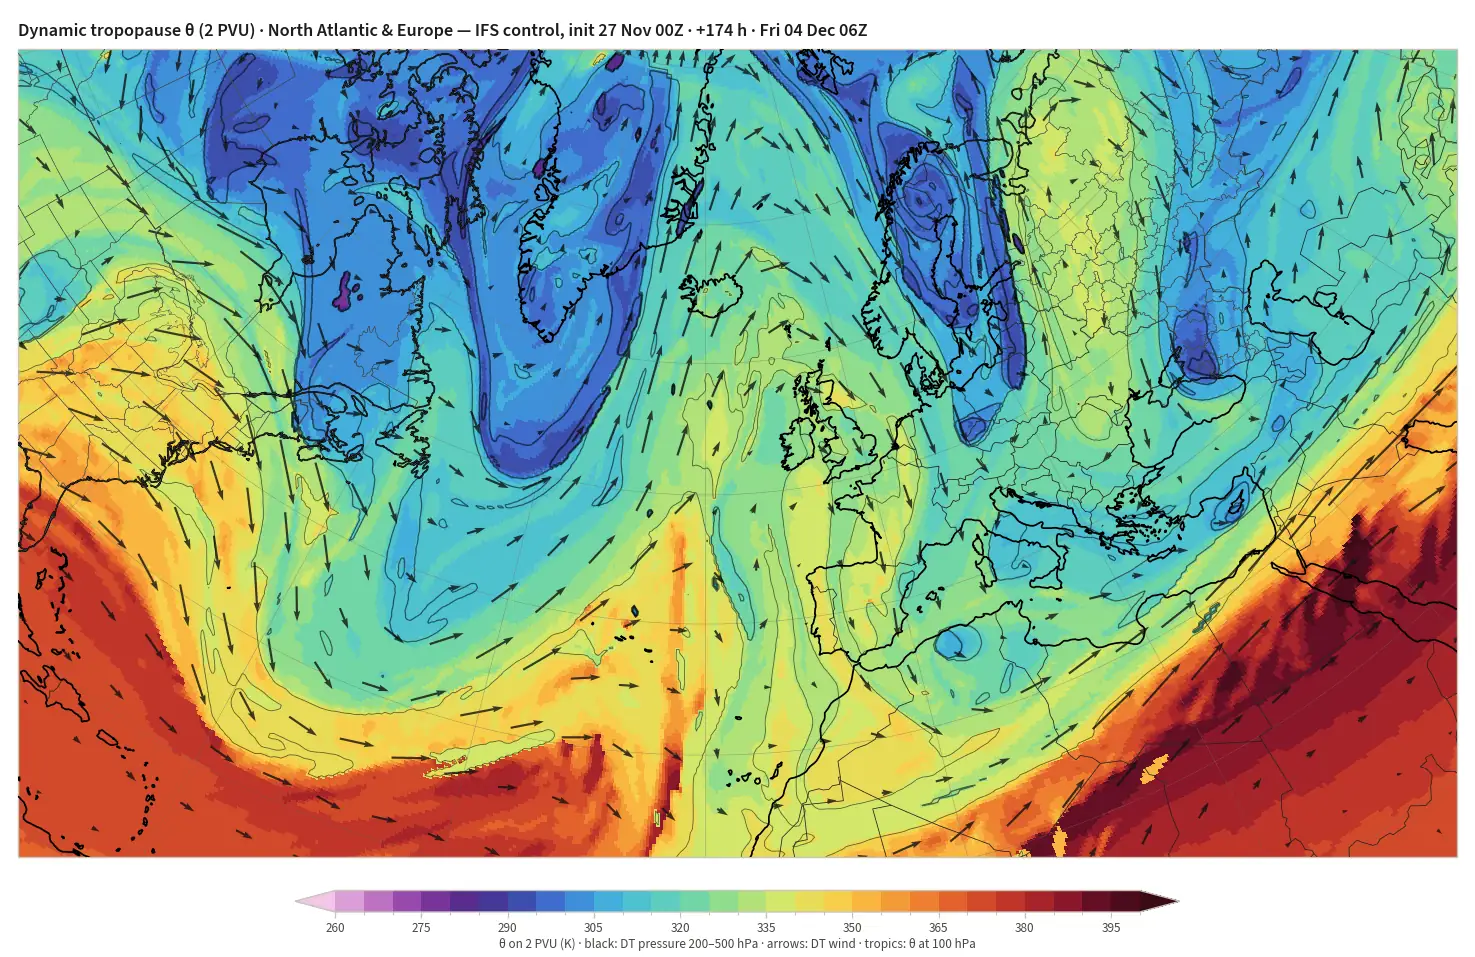 Dynamic tropopause θ (2 PVU) · North Atlantic & Europe — IFS control, init 27 Nov 00Z · +174 h · Fri 04 Dec 06Z
260 275 290 305 320 335 350 365 380 395
θ on 2 PVU (K) · black: DT pressure 200–500 hPa · arrows: DT wind · tropics: θ at 100 hPa